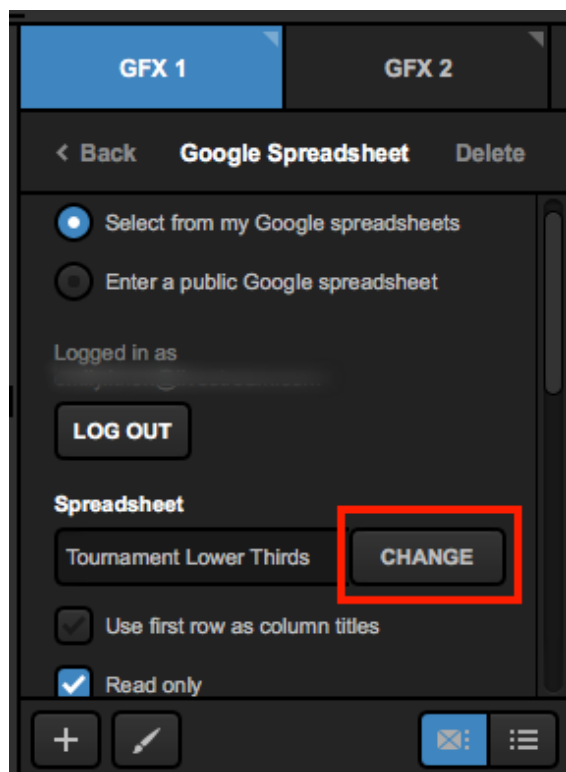 GFX 1 GFX 2
< Back Google Spreadsheet Delete
Select from my Google spreadsheets
Enter a public Google spreadsheet
Logged in as
LOG OUT
Spreadsheet
Tournament Lower Thirds CHANGE
Use first row as column titles
Read only